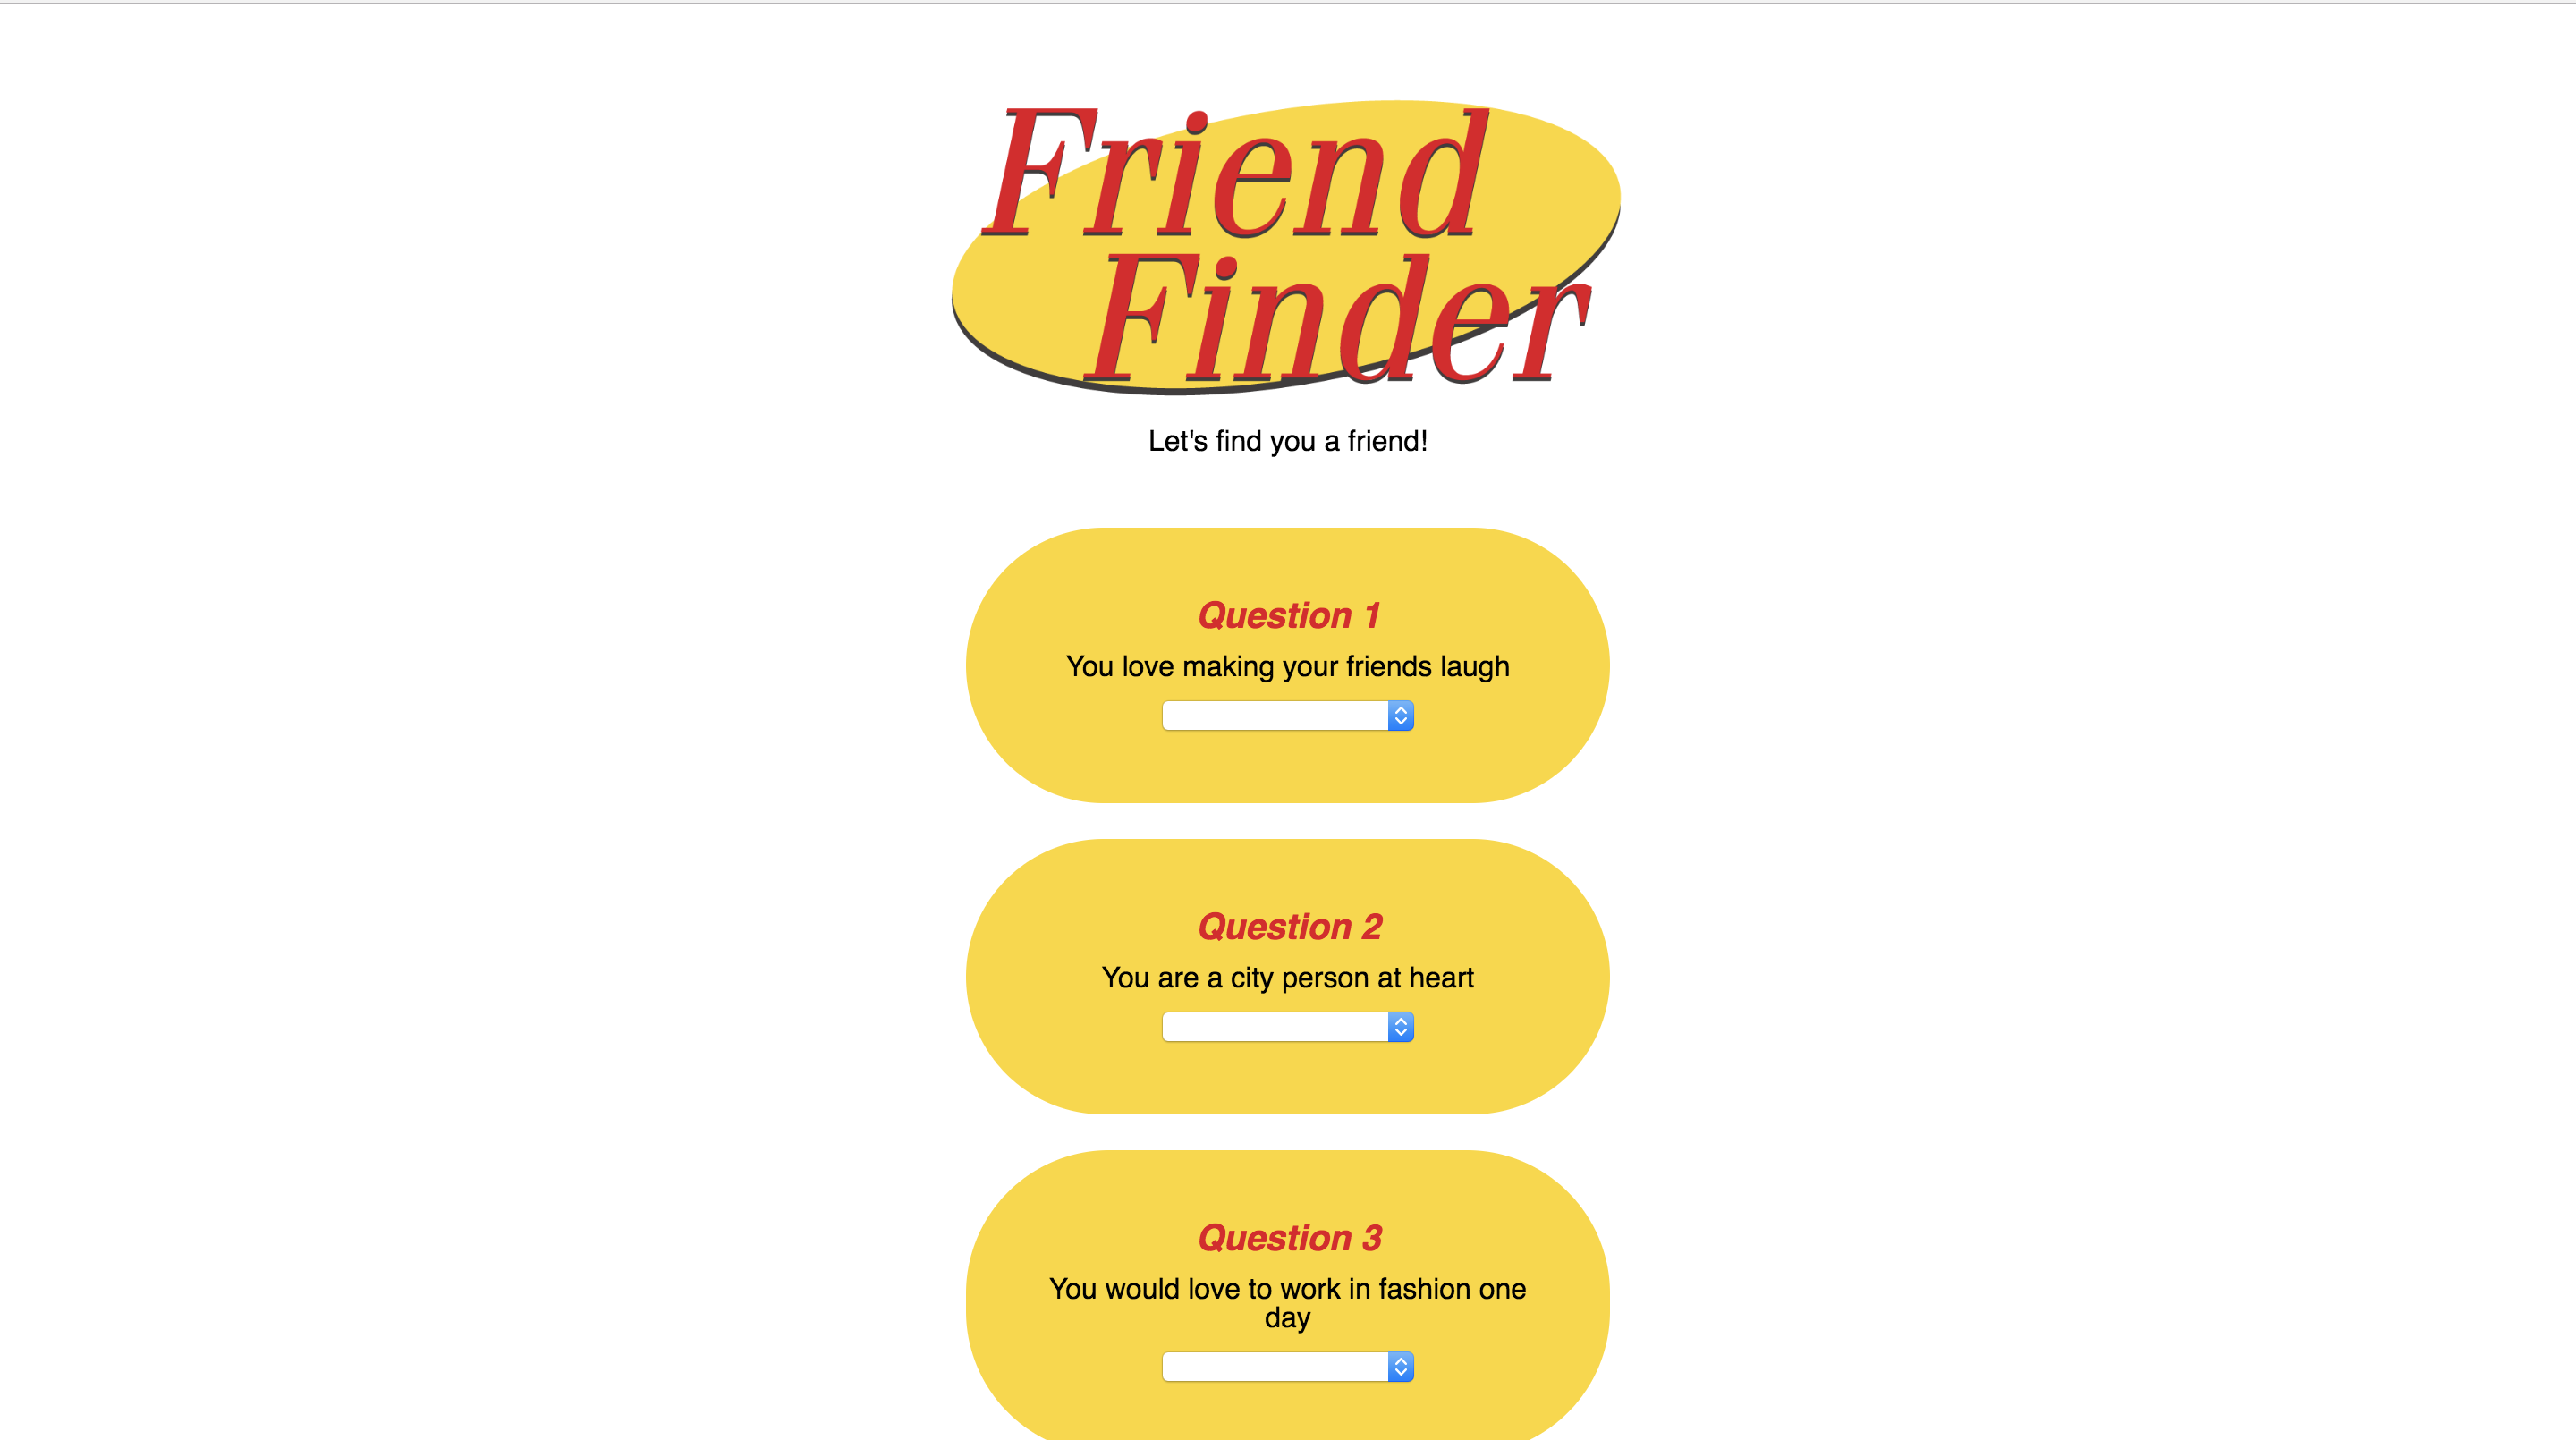 Friend
Finder
Let's find you a friend!
Question 1
You love making your friends laugh
Question 2
You are a city person at heart
Question 3
You would love to work in fashion one
day